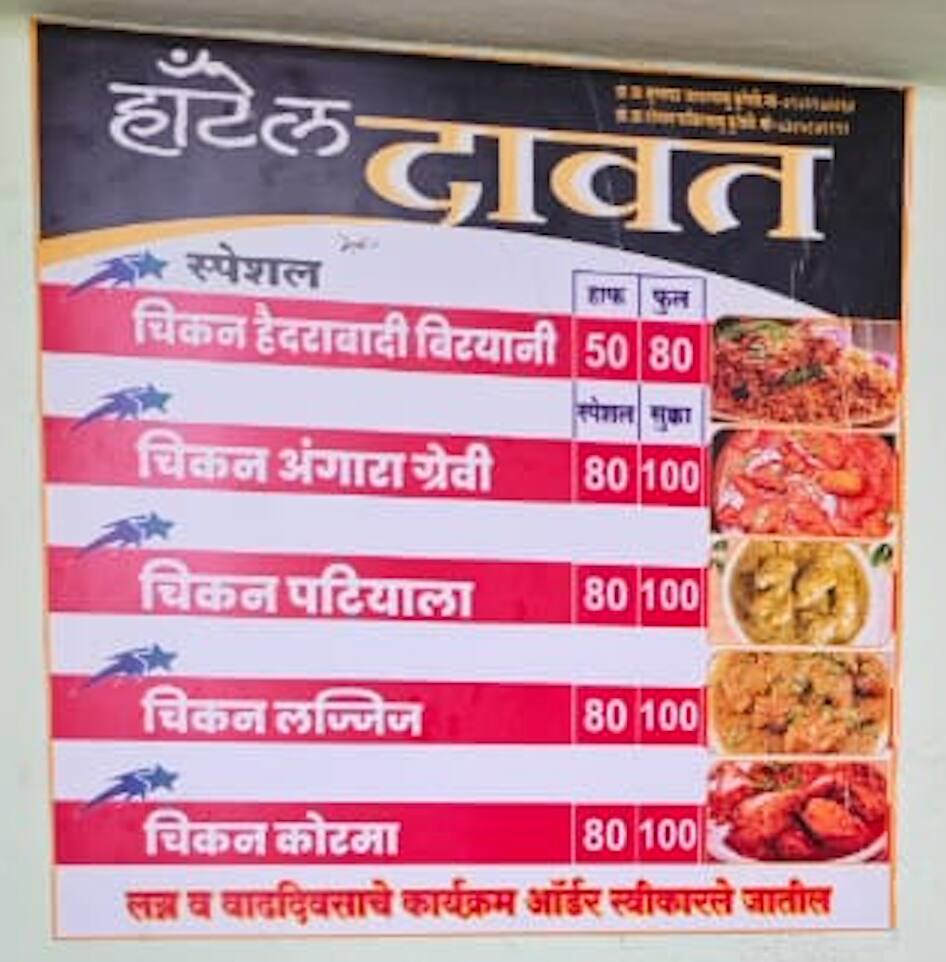 हॉटेल दावत
स्पेशल
हाफ फुल
चिकन हैदराबादी बिरयानी 50 80
स्पेशल सुक्का
चिकन अंगारा ग्रेवी 80 100
चिकन पटियाला 80 100
चिकन लज्जिज 80 100
चिकन कोरमा 80 100
लग्न व वाढदिवसाचे कार्यक्रम ऑर्डर स्वीकारले जातील